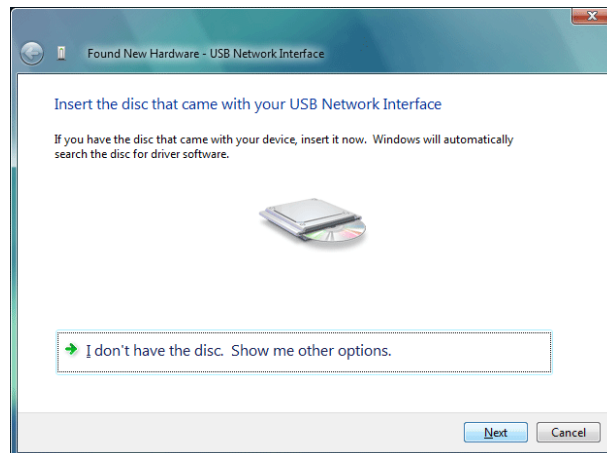 Found New Hardware - USB Network Interface
Insert the disc that came with your USB Network Interface
If you have the disc that came with your device, insert it now.  Windows will automatically
search the disc for driver software.
I don't have the disc.  Show me other options.
Next
Cancel